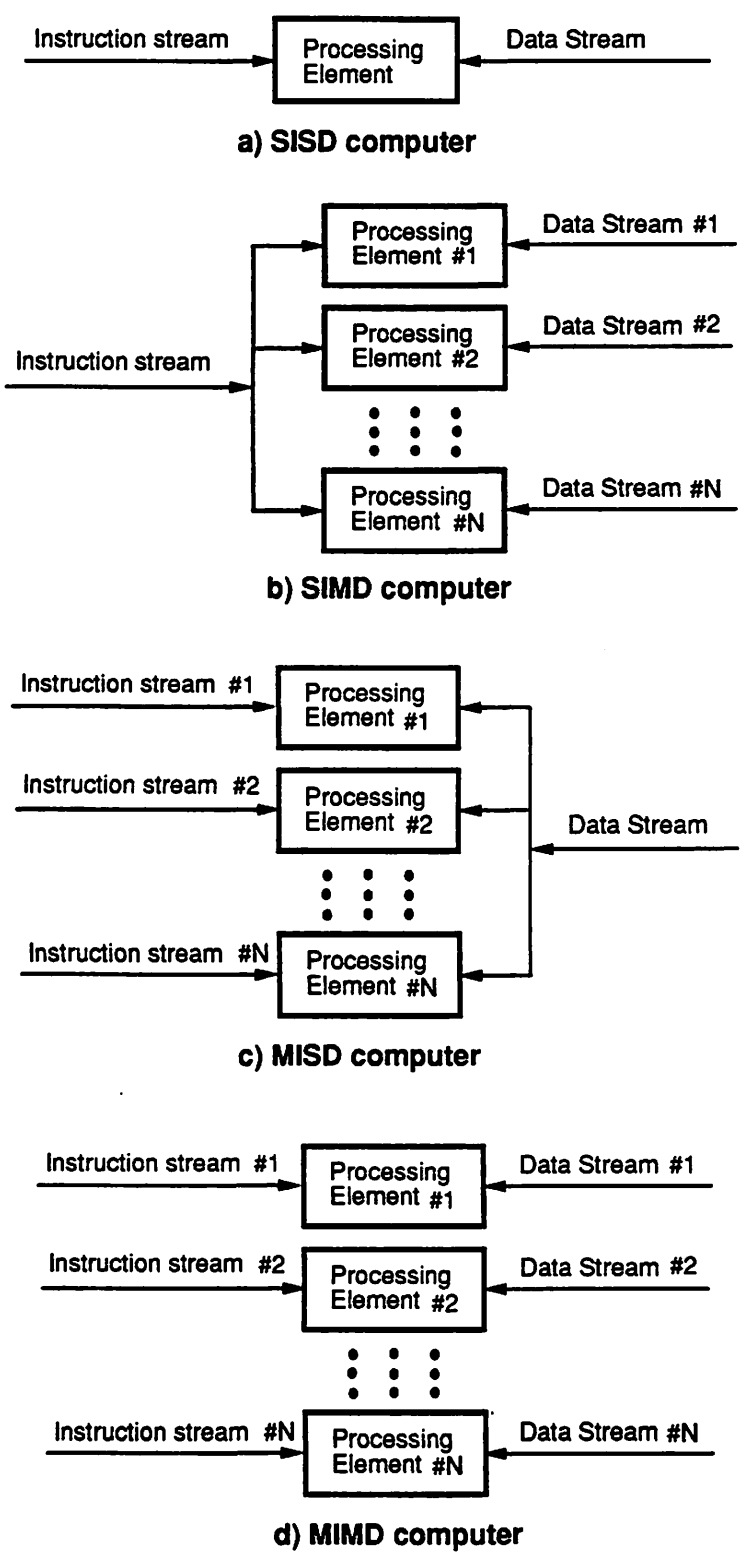 Instruction stream
Processing
Element
Data Stream
a) SISD computer
Processing
Element #1
Data Stream #1
Processing
Element #2
Data Stream #2
Instruction stream
Processing
Element #N
Data Stream #N
b) SIMD computer
Instruction stream #1
Processing
Element #1
Instruction stream #2
Processing
Element #2
Data Stream
Instruction stream #N
Processing
Element #N
c) MISD computer
Instruction stream #1
Processing
Element #1
Data Stream #1
Instruction stream #2
Processing
Element #2
Data Stream #2
Instruction stream #N
Processing
Element #N
Data Stream #N
d) MIMD computer